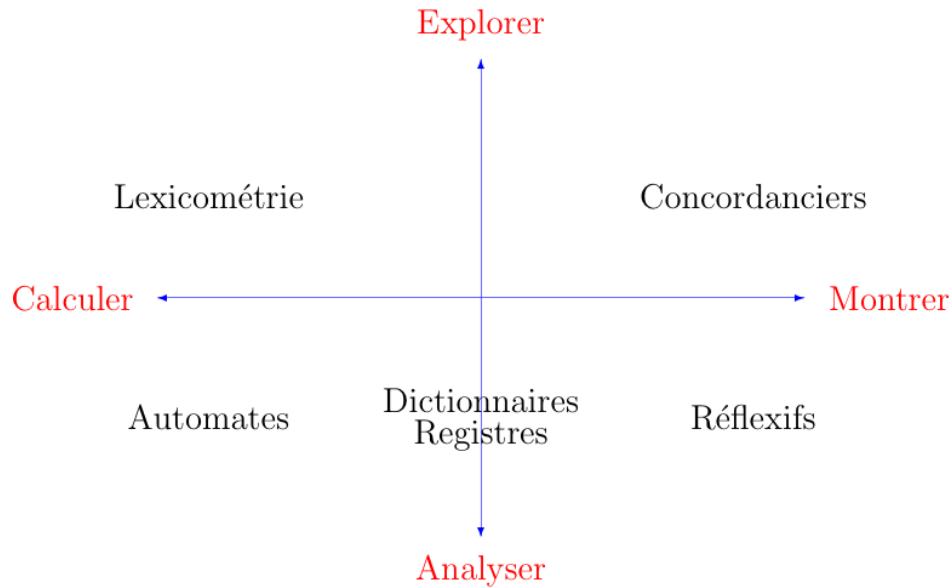 Explorer
Lexicométrie
Concordanciers
Calculer
Montrer
Automates
Dictionnaires
Registres
Réflexifs
Analyser